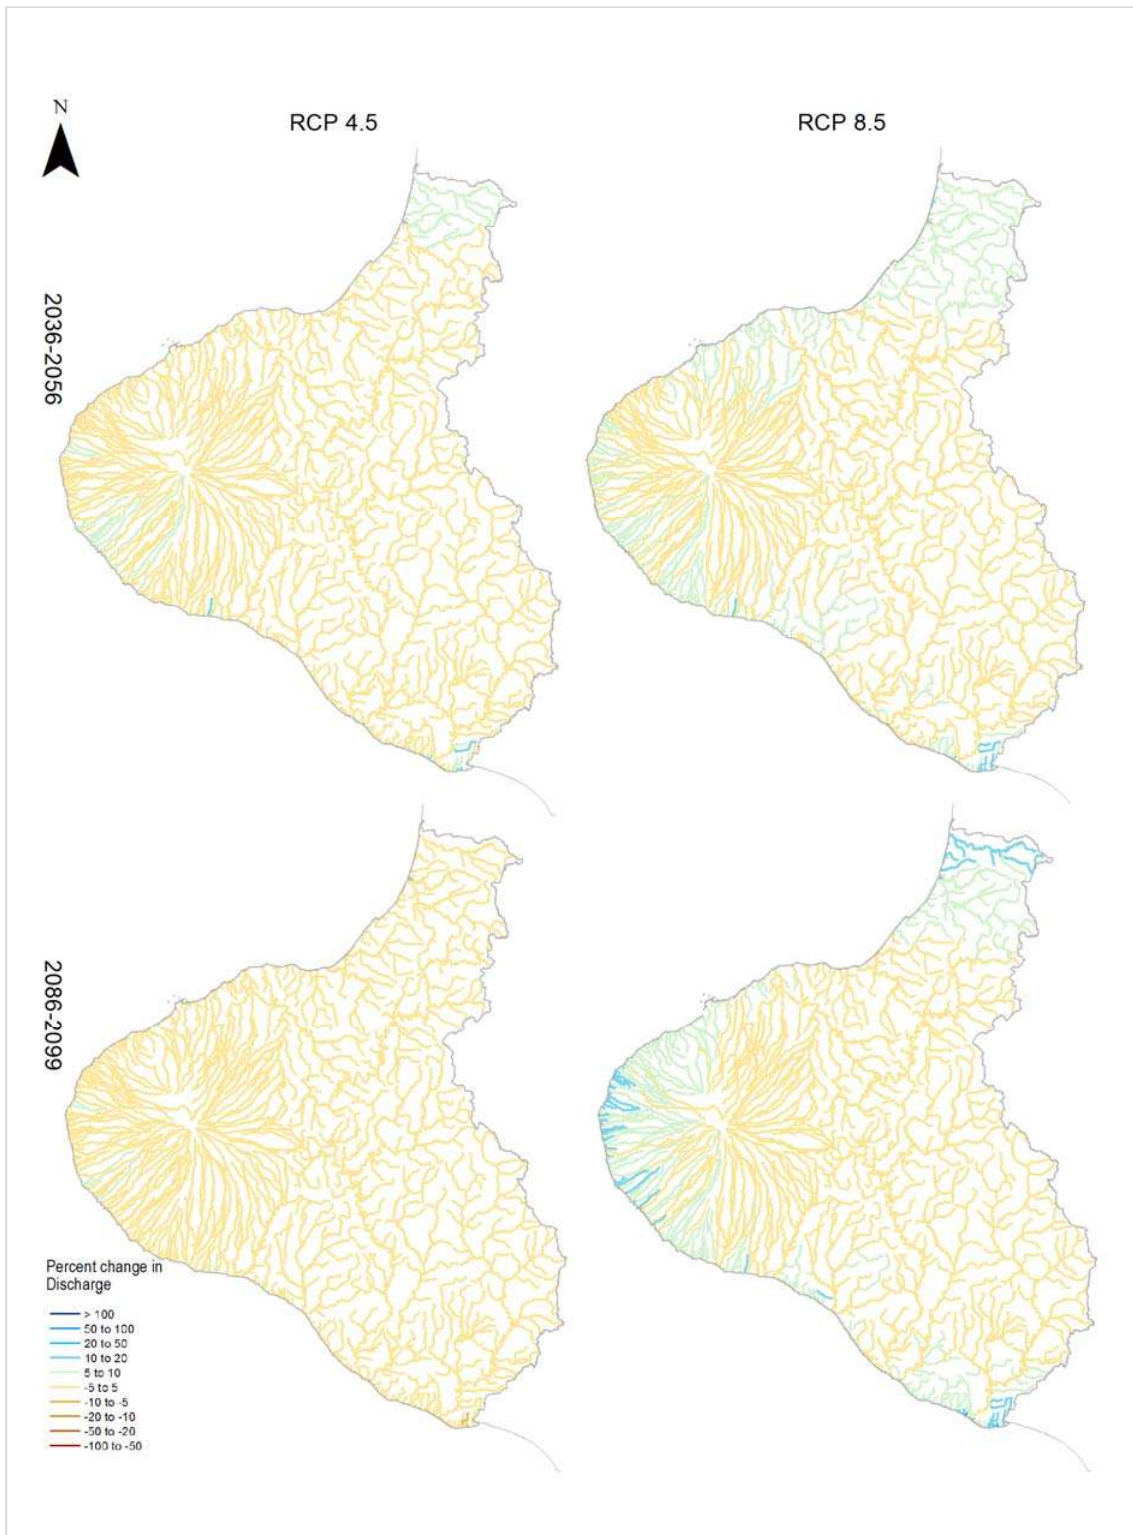 N
RCP 4.5
RCP 8.5
2036-2056
2086-2099
Percent change in
Discharge
> 100
50 to 100
20 to 50
10 to 20
5 to 10
-5 to 5
-10 to -5
-20 to -10
-50 to -20
-100 to -50